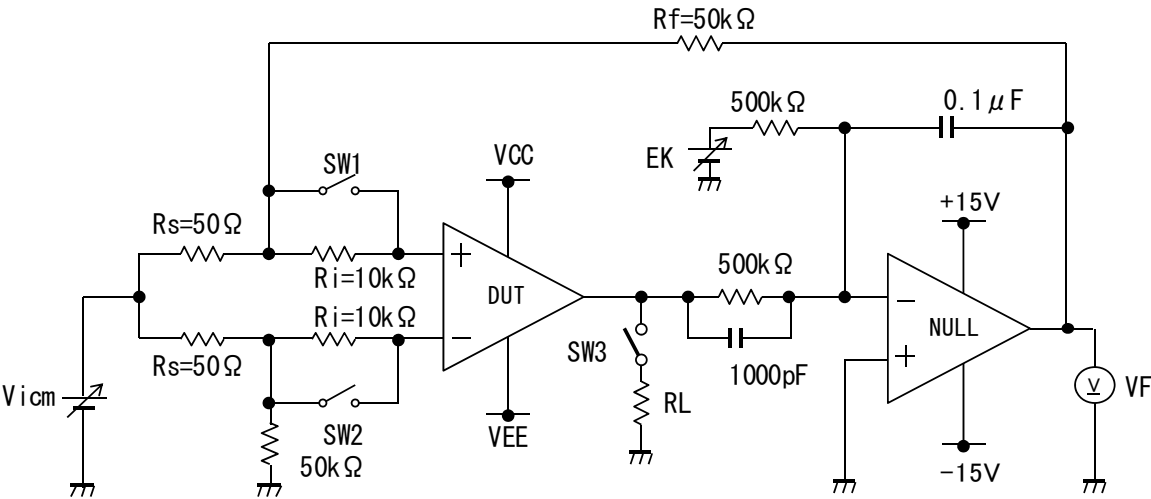 Rf=50kΩ
500kΩ
0.1μF
SW1
VCC
EK
+15V
Rs=50Ω
Ri=10kΩ
+
DUT
500kΩ
−
NULL
Ri=10kΩ
−
Rs=50Ω
SW3
1000pF
+
Vicm
V
VF
SW2
VEE
RL
50kΩ
−15V